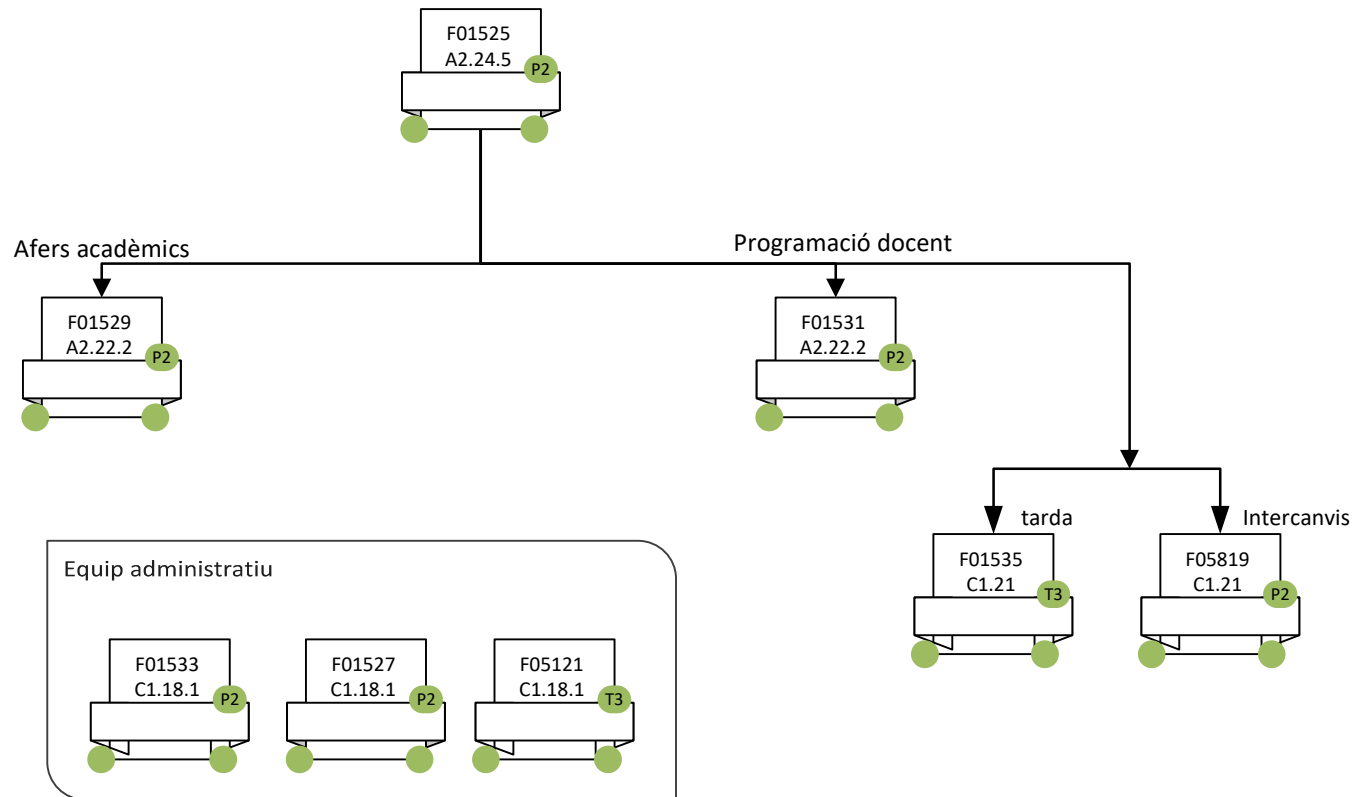 F01525
A2.24.5
P2
Afers acadèmics
Programació docent
F01529
A2.22.2
P2
F01531
A2.22.2
P2
tarda
Intercanvis
F01535
C1.21
T3
F05819
C1.21
P2
Equip administratiu
F01533
C1.18.1
P2
F01527
C1.18.1
P2
F05121
C1.18.1
T3